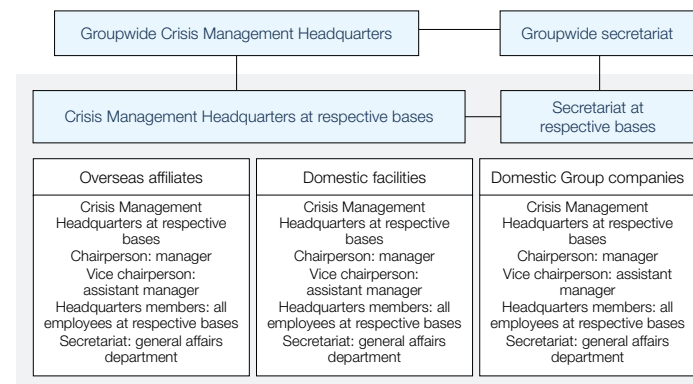 Groupwide Crisis Management Headquarters
Groupwide secretariat
Crisis Management Headquarters at respective bases
Secretariat at
respective bases
Overseas affiliates
Crisis Management
Headquarters at respective
bases
Chairperson: manager
Vice chairperson:
assistant manager
Headquarters members: all
employees at respective bases
Secretariat: general affairs
department
Domestic facilities
Crisis Management
Headquarters at respective
bases
Chairperson: manager
Vice chairperson:
assistant manager
Headquarters members: all
employees at respective bases
Secretariat: general affairs
department
Domestic Group companies
Crisis Management
Headquarters at respective
bases
Chairperson: manager
Vice chairperson: assistant
manager
Headquarters members: all
employees at respective bases
Secretariat: general affairs
department